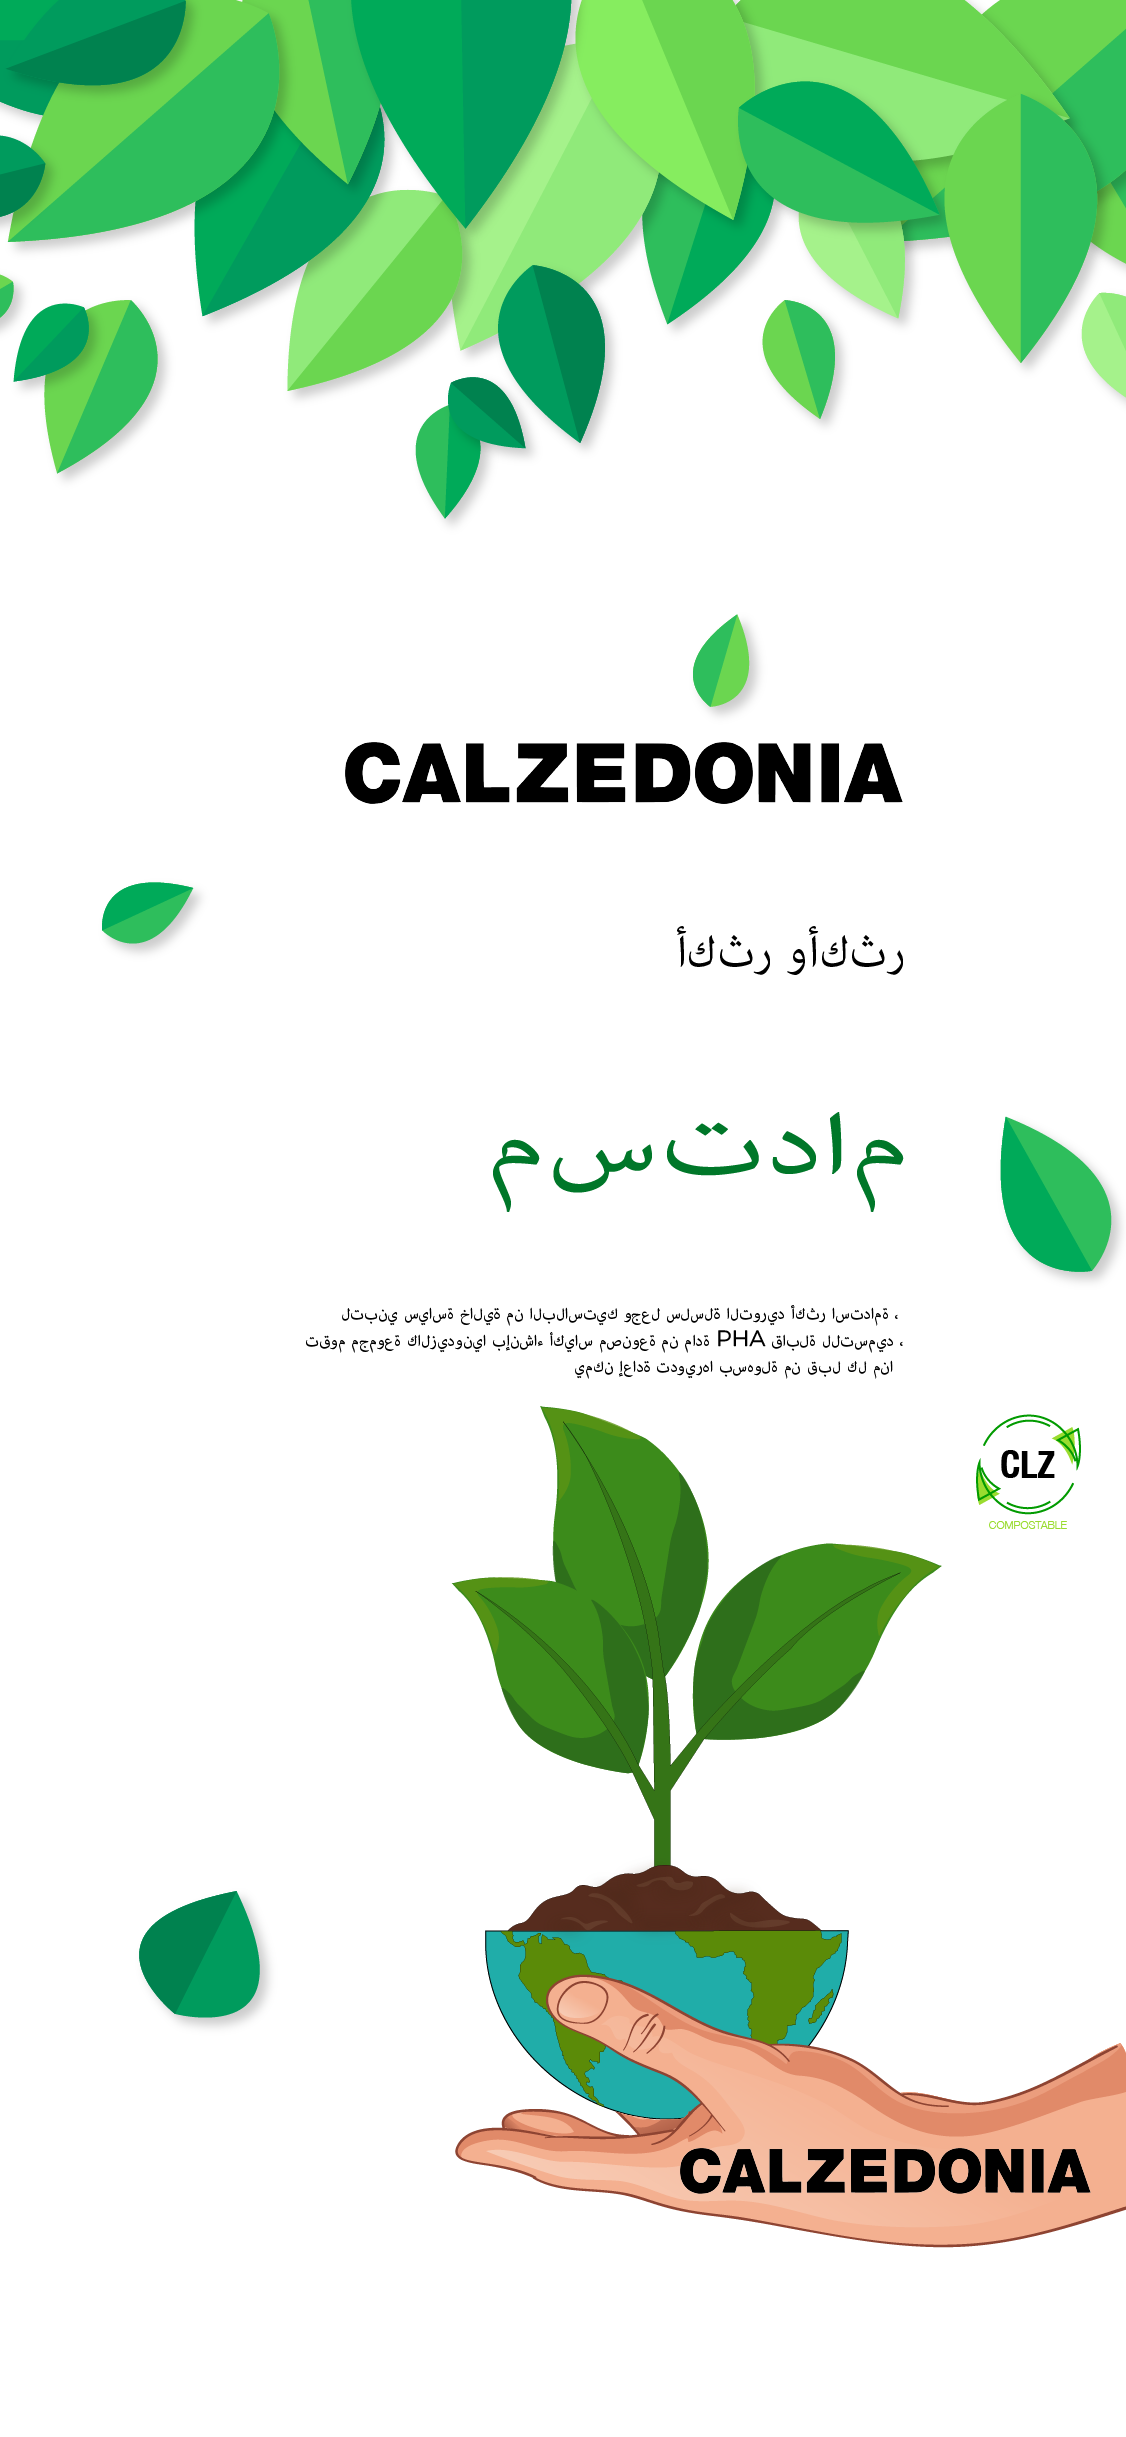 CALZEDONIA
أكثر وأكثر
مستدام
لتبني سياسة خالية من البلاستيك وجعل سلسلة التوريد أكثر استدامة ،
تقوم مجموعة كالزيدونيا بإنشاء أكياس مصنوعة من مادة PHA قابلة للتسميد ،
يمكن إعادة تدويرها بسهولة من قبل كل منا
CLZ
COMPOSTABLE
CALZEDONIA